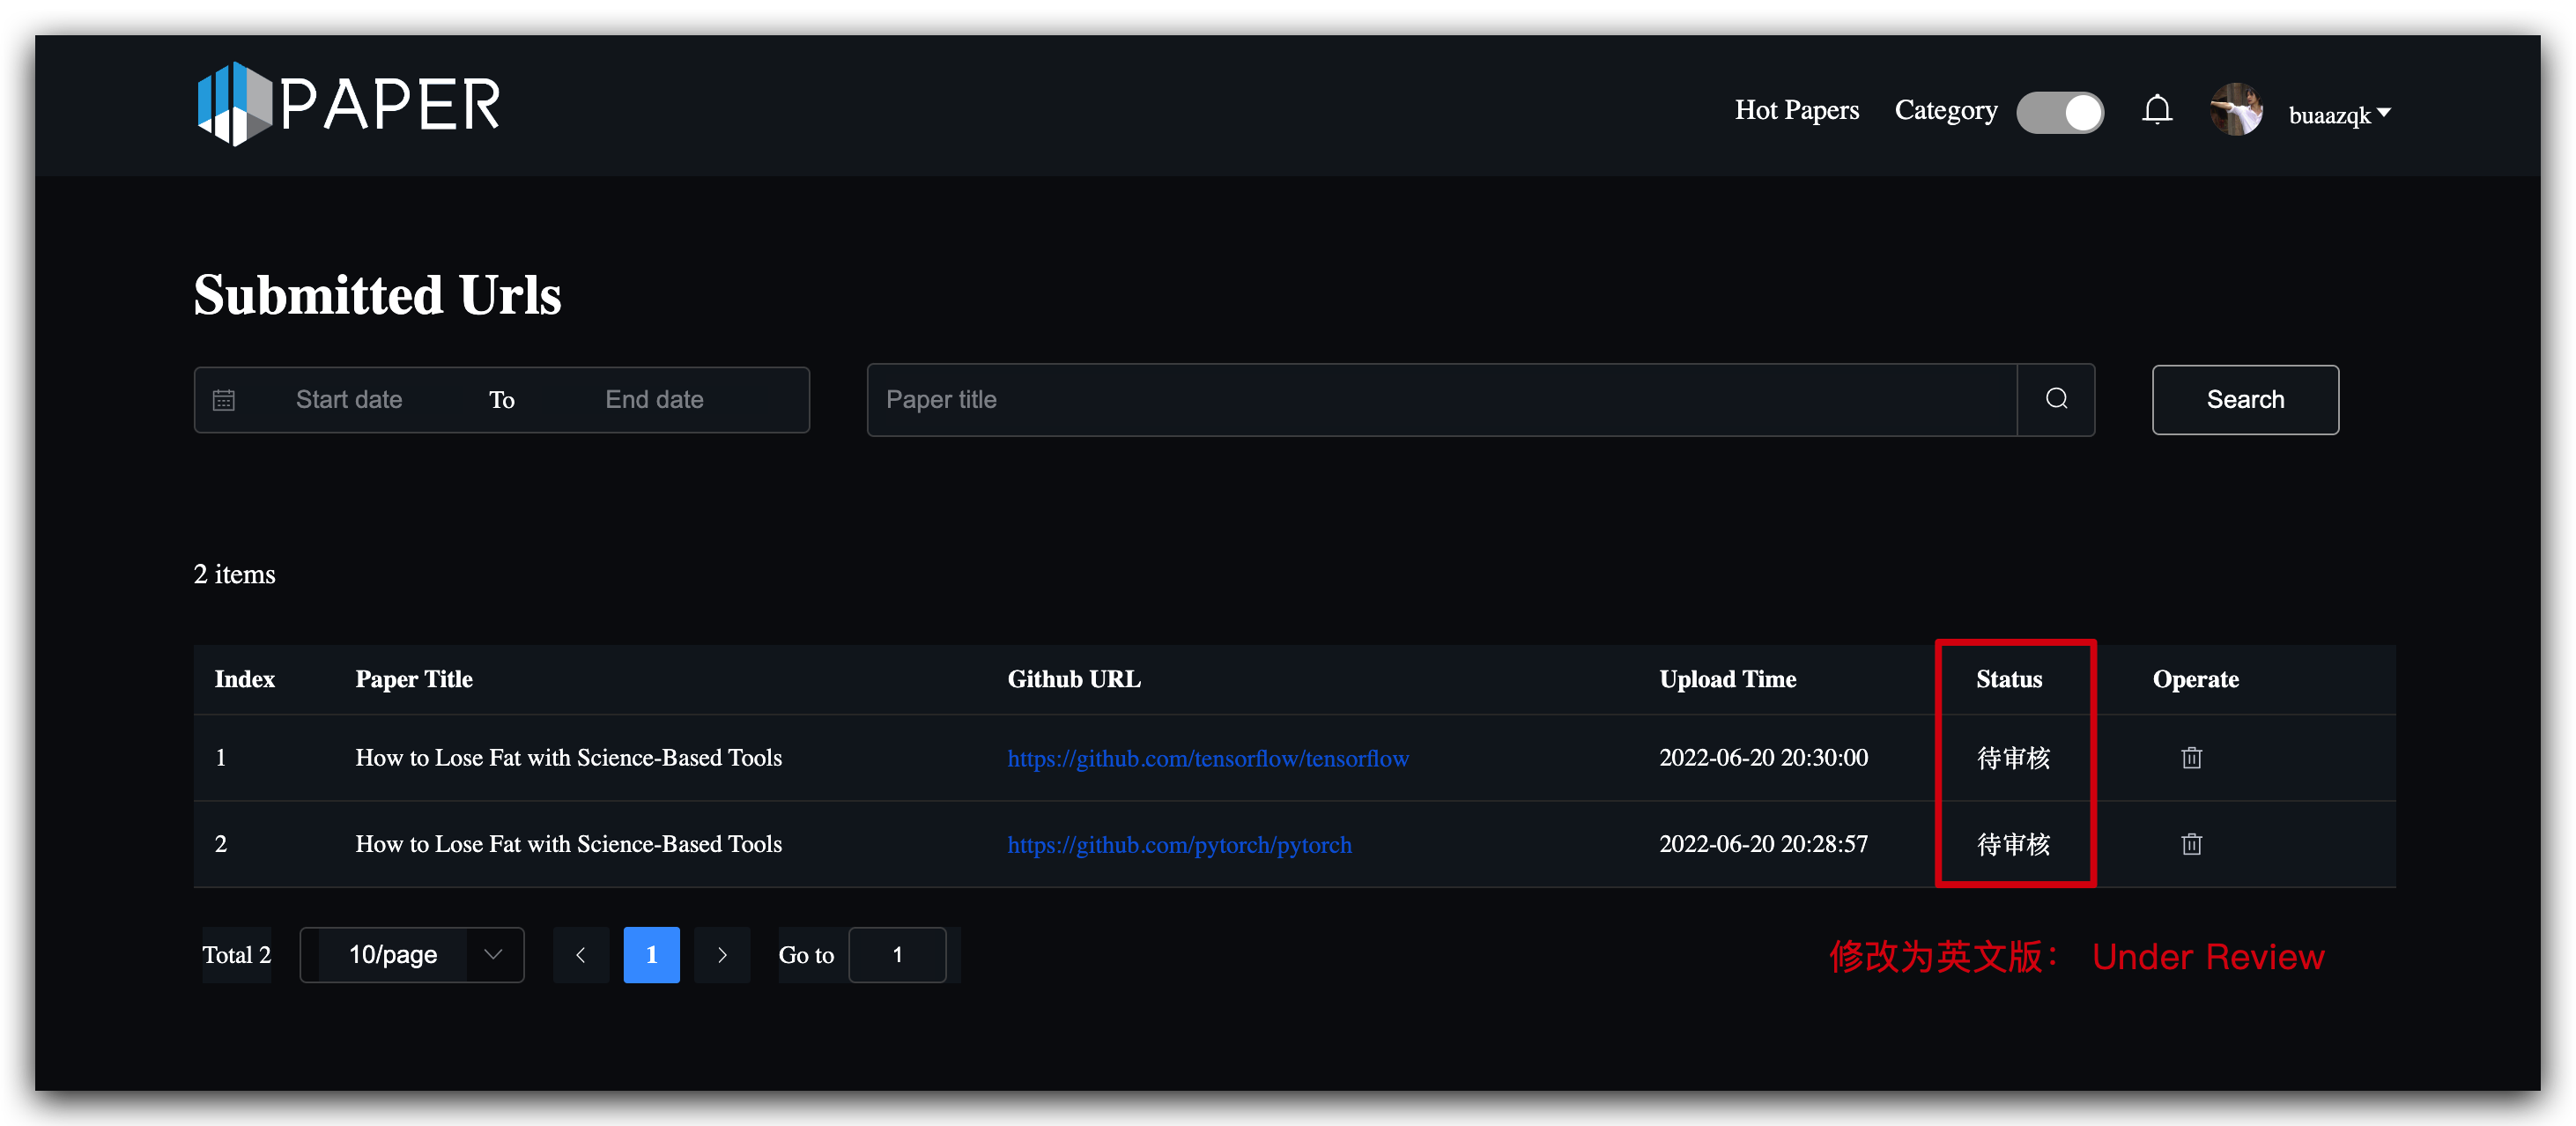 PAPER
Hot Papers Category buaazqk
Submitted Urls
Start date To End date Paper title Search
2 items
Index Paper Title Github URL Upload Time Status Operate
1 How to Lose Fat with Science-Based Tools https://github.com/tensorflow/tensorflow 2022-06-20 20:30:00 待审核
2 How to Lose Fat with Science-Based Tools https://github.com/pytorch/pytorch 2022-06-20 20:28:57 待审核
Total 2 10/page 1 Go to 1
修改为英文版： Under Review